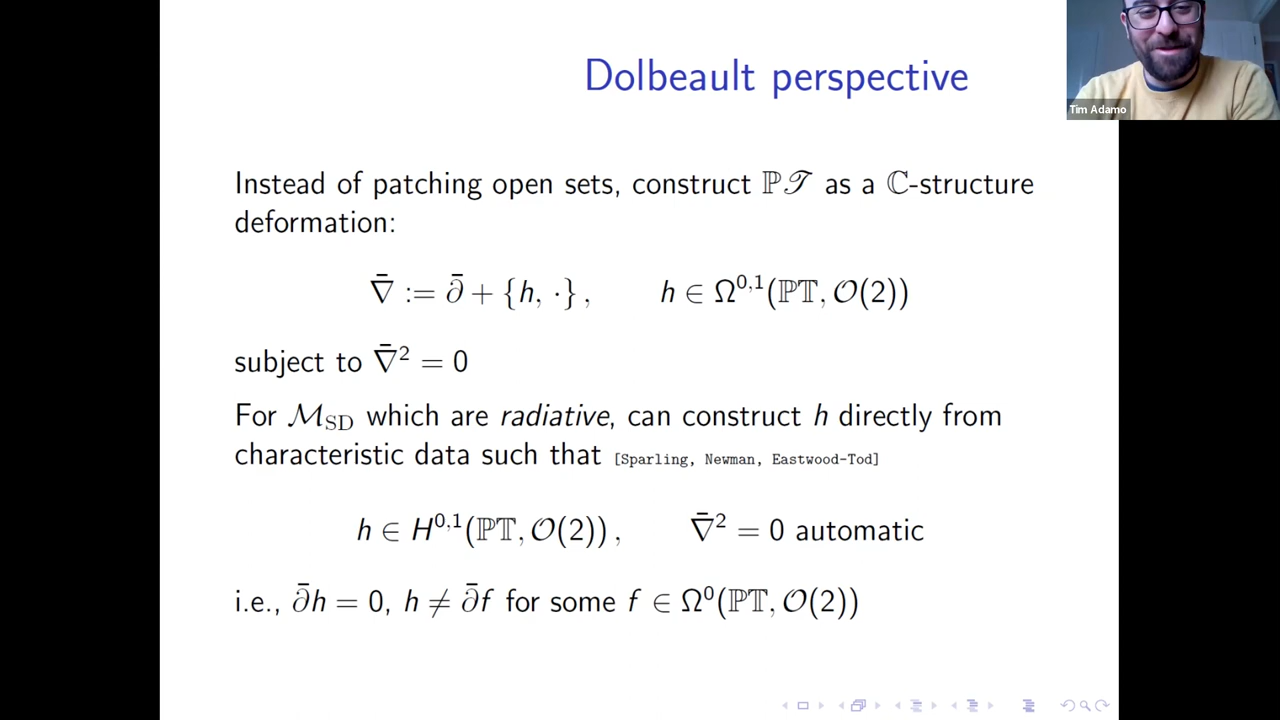 Dolbeault perspective
Tim Adamo
Instead of patching open sets, construct ℙ𝒯 as a ℂ-structure
deformation:
∇̄ := ∂̄ + {h, ·} , h ∈ Ω^{0,1}(ℙ𝕋, 𝒪(2))
subject to ∇̄² = 0
For ℳ_SD which are radiative, can construct h directly from
characteristic data such that [Sparling, Newman, Eastwood-Tod]
h ∈ H^{0,1}(ℙ𝕋, 𝒪(2)) , ∇̄² = 0 automatic
i.e., ∂̄h = 0, h ≠ ∂̄f for some f ∈ Ω⁰(ℙ𝕋, 𝒪(2))